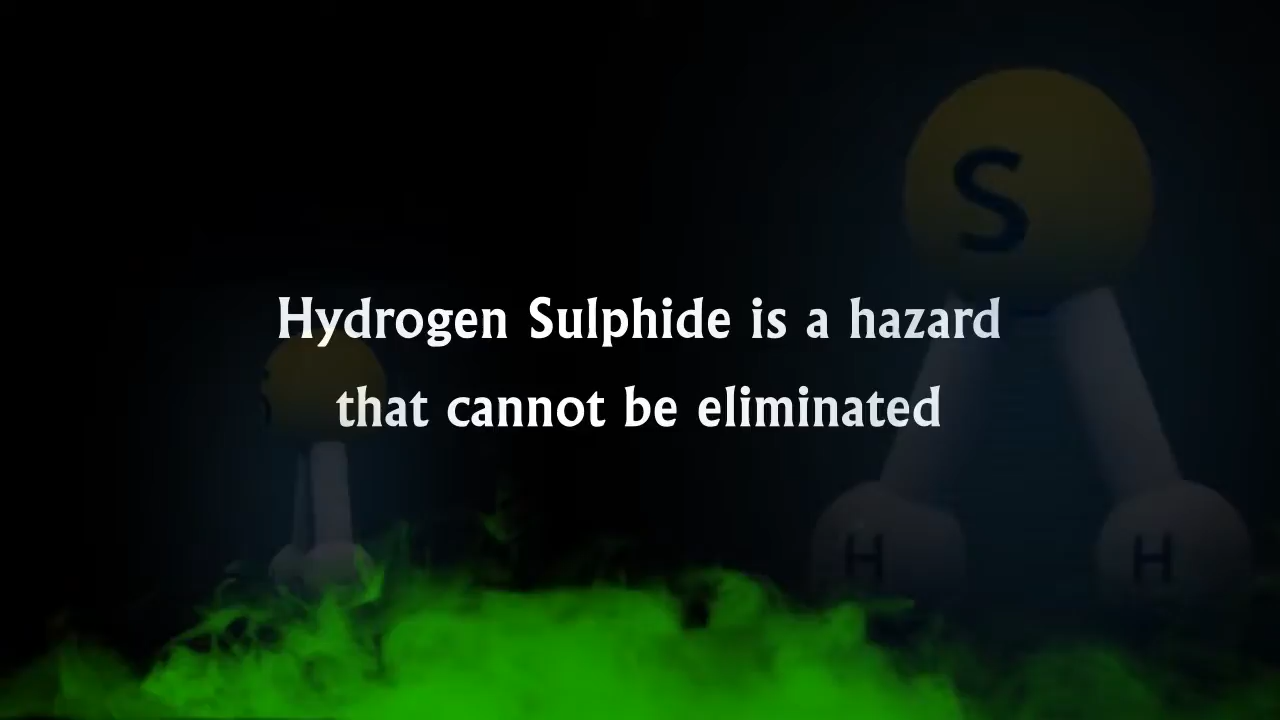 S
Hydrogen Sulphide is a hazard
that cannot be eliminated
H H